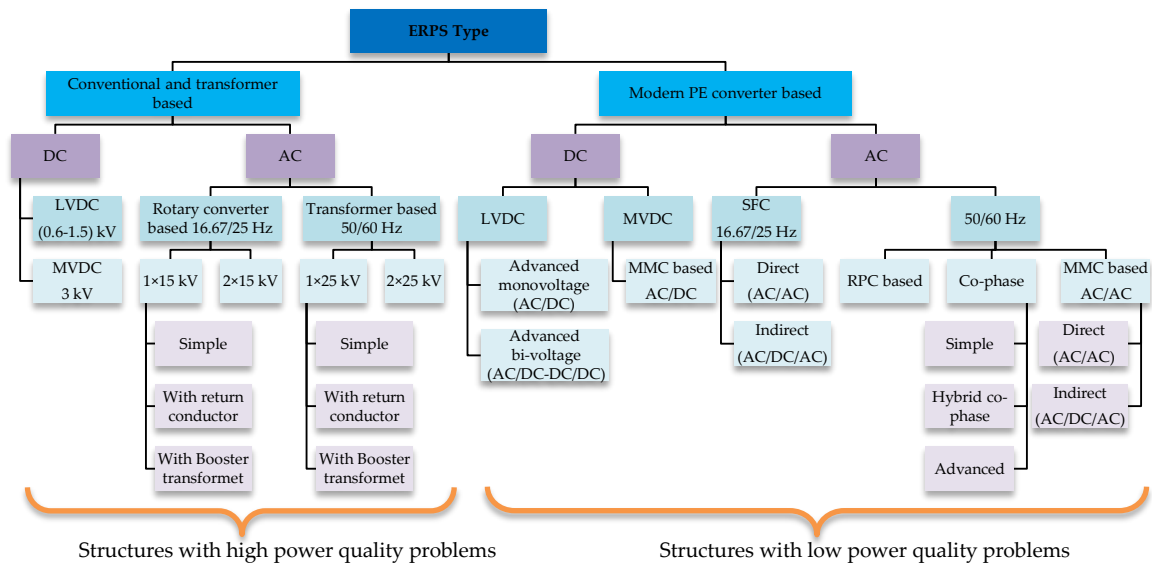 ERPS Type
Conventional and transformer
based
Modern PE converter based
DC
AC
DC
AC
LVDC
(0.6-1.5) kV
MVDC
3 kV
Rotary converter
based 16.67/25 Hz
Transformer based
50/60 Hz
1×15 kV
2×15 kV
1×25 kV
2×25 kV
Simple
With return
conductor
With Booster
transformet
Simple
With return
conductor
With Booster
transformet
LVDC
MVDC
SFC
16.67/25 Hz
50/60 Hz
Advanced
monovoltage
(AC/DC)
Advanced
bi-voltage
(AC/DC-DC/DC)
MMC based
AC/DC
Direct
(AC/AC)
Indirect
(AC/DC/AC)
RPC based
Co-phase
MMC based
AC/AC
Simple
Hybrid co-
phase
Advanced
Direct
(AC/AC)
Indirect
(AC/DC/AC)
Structures with high power quality problems
Structures with low power quality problems